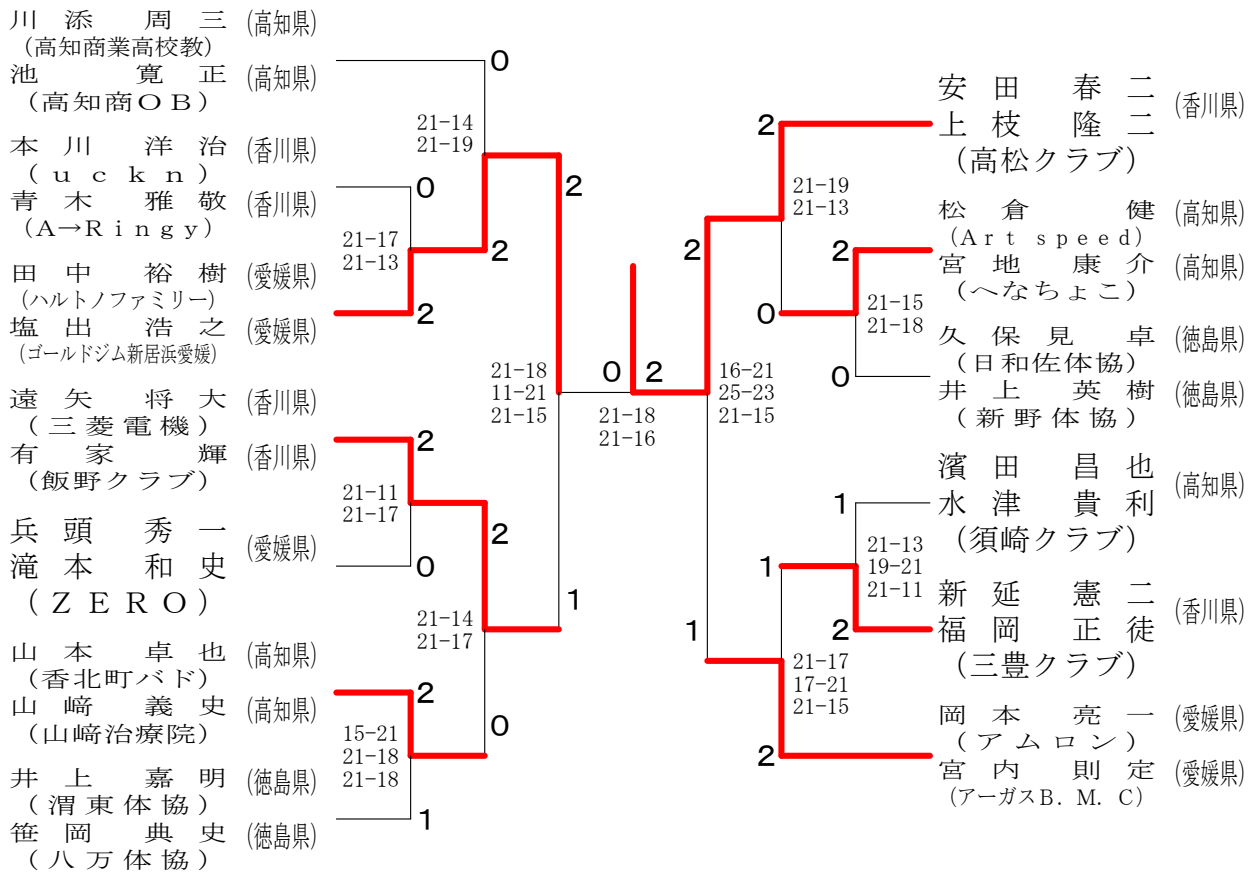 川添 周三 (高知県)
(高知商業高校教)
池 寛正 (高知県)
(高知商OB)
本川 洋治 (香川県)
(uckn)
青木 雅敬 (香川県)
(A→Ringy)
田中 裕樹 (愛媛県)
(ハルトノファミリー)
塩出 浩之 (愛媛県)
(ゴールドジム新居浜愛媛)
遠矢 将大 (香川県)
(三菱電機)
有家 輝 (香川県)
(飯野クラブ)
兵頭 秀一
(愛媛県)
滝本 和史
(ZERO)
山本 卓也 (高知県)
(香北町バド)
山﨑 義史 (高知県)
(山﨑治療院)
井上 嘉明 (徳島県)
(渭東体協)
笹岡 典史 (徳島県)
(八万体協)
0
21-14
21-19
2
0
21-17
21-13
2
2
2
21-11
21-17
0
2
21-14
21-17
1
2
15-21
21-18
21-18
0
1
21-18
11-21
21-15
0
2
21-18
21-16
2
16-21
25-23
21-15
1
2
21-19
21-13
0
2
21-15
21-18
0
1
21-13
19-21
21-11
2
1
21-17
17-21
21-15
2
安田 春二
(香川県)
上枝 隆二
(高松クラブ)
松倉 健 (高知県)
(Art speed)
宮地 康介 (高知県)
(へなちょこ)
久保見 卓 (徳島県)
(日和佐体協)
井上 英樹 (徳島県)
(新野体協)
濱田 昌也
(高知県)
水津 貴利
(須崎クラブ)
新延 憲二
(香川県)
福岡 正徒
(三豊クラブ)
岡本 亮一 (愛媛県)
(アムロン)
宮内 則定 (愛媛県)
(アーガスB.M.C)